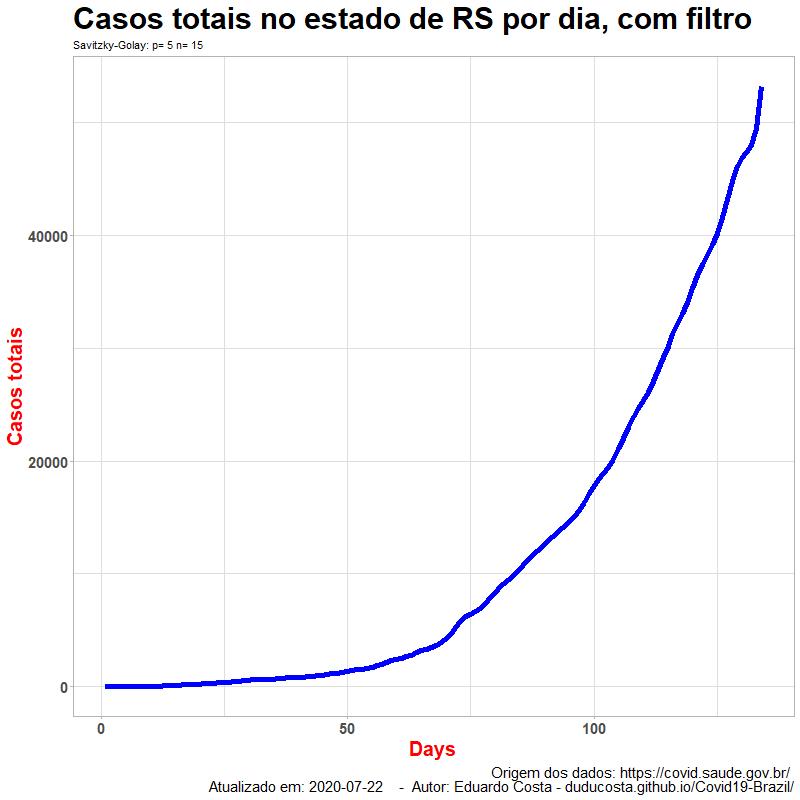 Casos totais no estado de RS por dia, com filtro
Savitzky-Golay: p= 5 n= 15
Casos totais
40000
20000
0
0
50
100
Days
Origem dos dados: https://covid.saude.gov.br/
Atualizado em: 2020-07-22 - Autor: Eduardo Costa - duducosta.github.io/Covid19-Brazil/